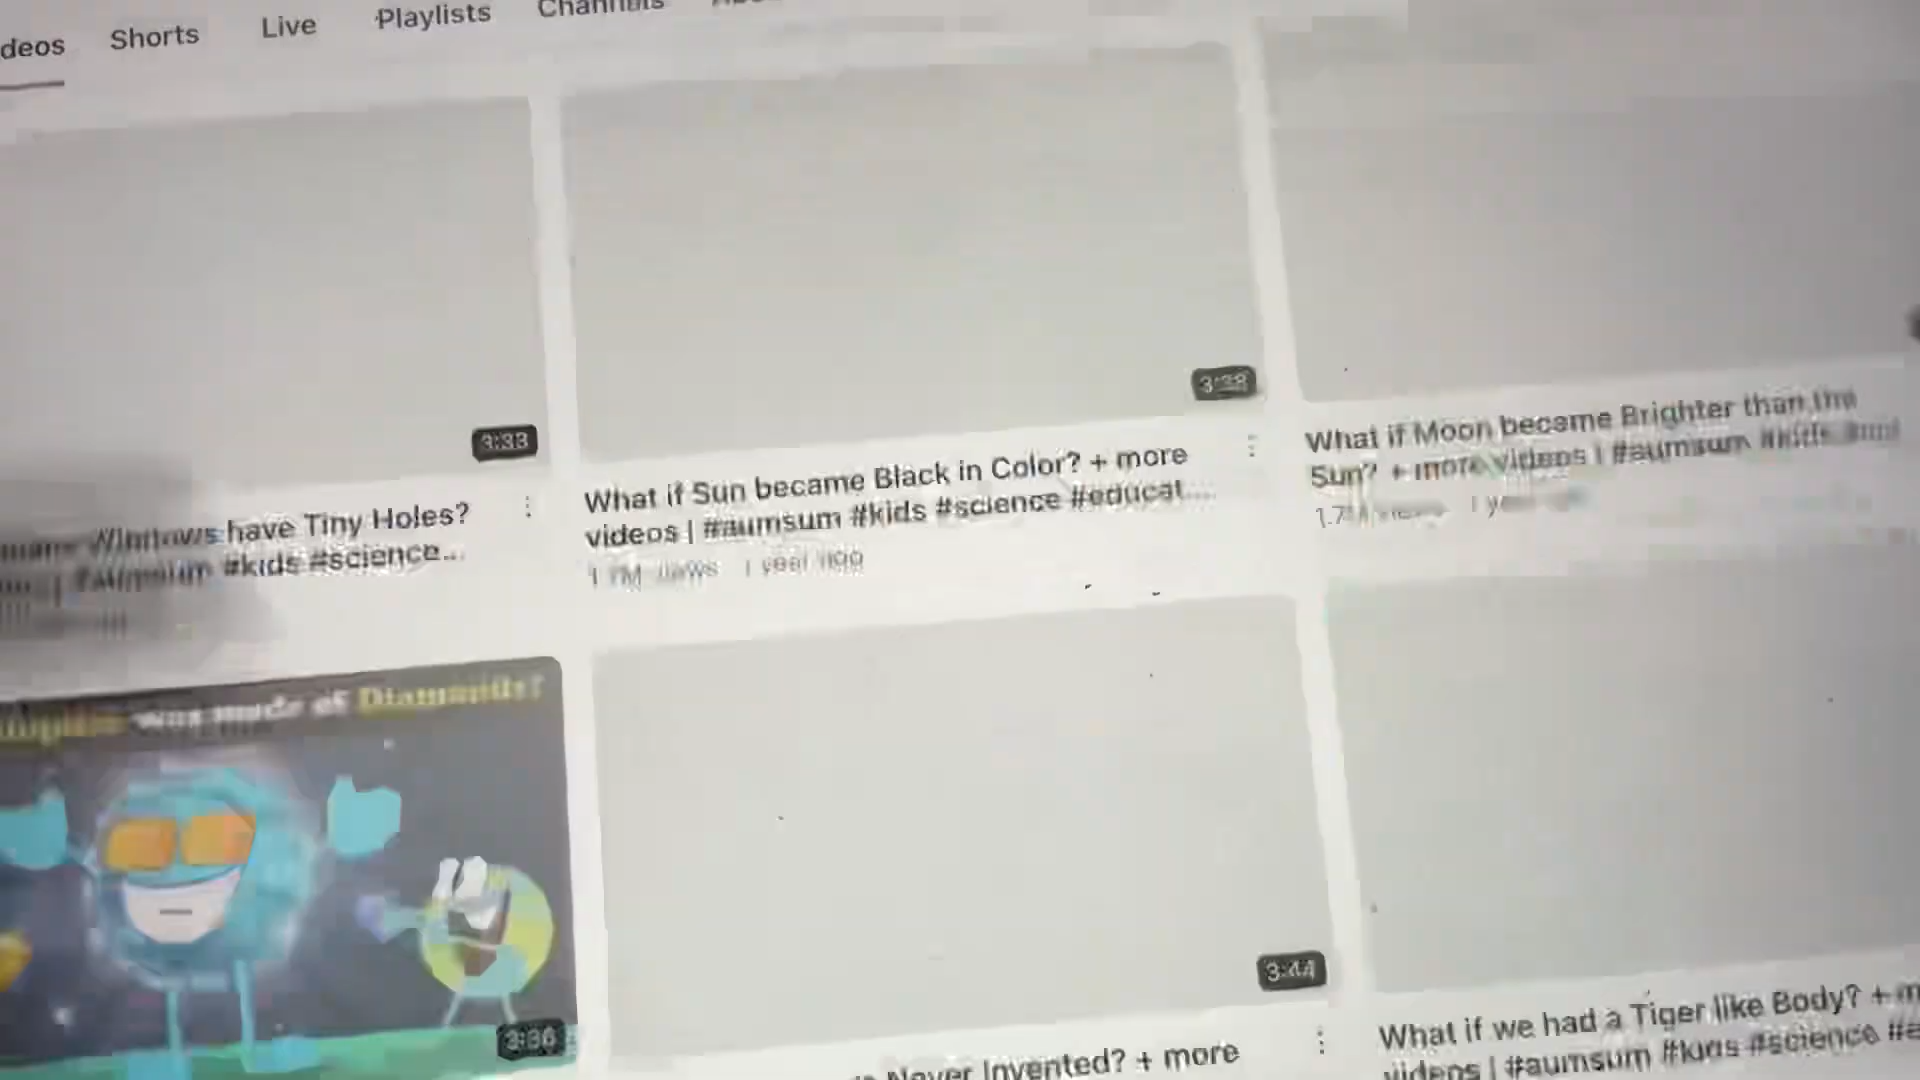 Shorts
Live
Playlists
Channels
3:33
Windows have Tiny Holes?
#aumsum #kids #science...
3:38
What if Sun became Black in Color? + more
videos | #aumsum #kids #science #educat...
1 year ago
What if Moon became Brighter than the
Sun? + more videos | #aumsum #kids
was made of Diamonds?
3:36
3:44
Never Invented? + more
What if we had a Tiger like Body? +
videos | #aumsum #kids #science